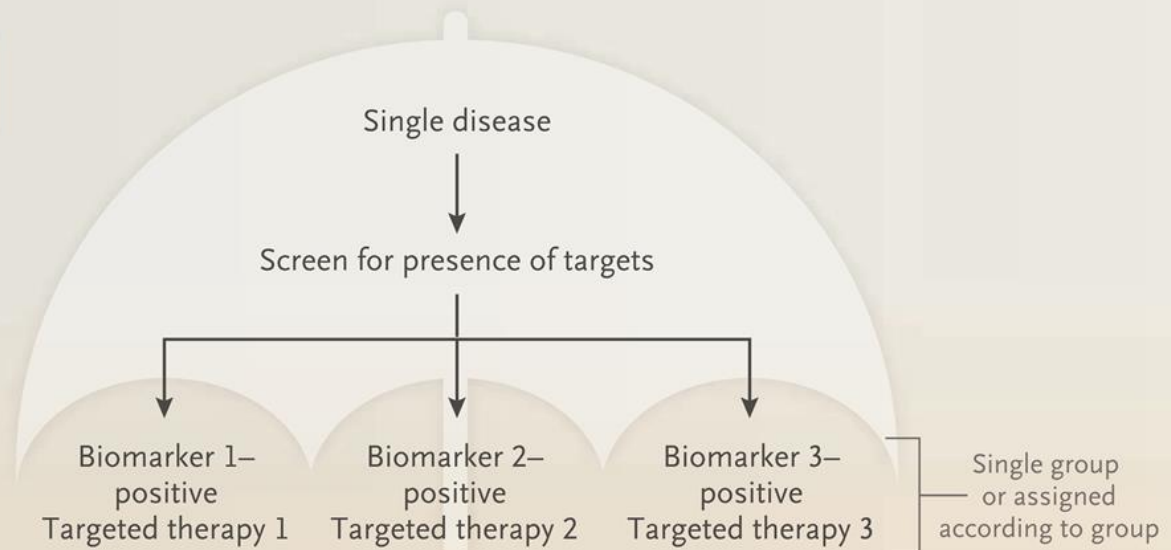 Single disease
Screen for presence of targets
Biomarker 1–
positive
Targeted therapy 1
Biomarker 2–
positive
Targeted therapy 2
Biomarker 3–
positive
Targeted therapy 3
Single group
or assigned
according to group